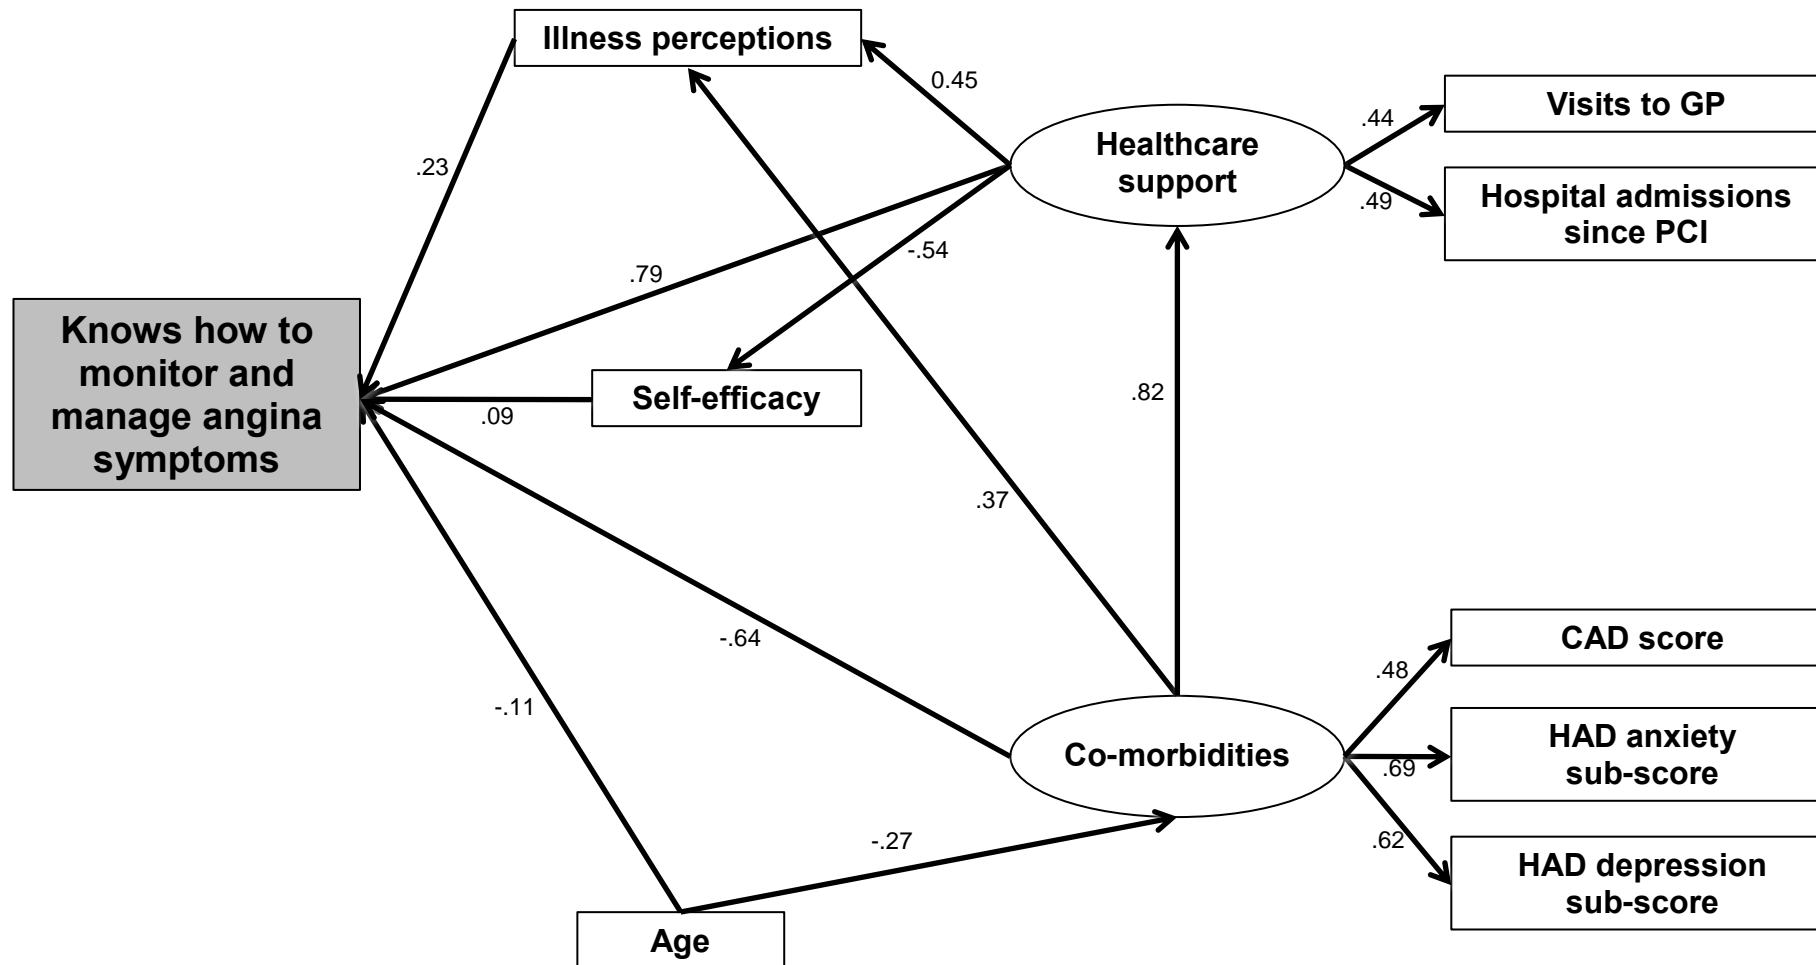 Illness perceptions
0.45
Visits to GP
.44
Healthcare
support
.23
Hospital admissions
since PCI
.49
-.54
.79
Knows how to
monitor and
manage angina
symptoms
Self-efficacy
.09
.82
.37
-.64
CAD score
.48
-.11
HAD anxiety
sub-score
.69
Co-morbidities
-.27
.62
HAD depression
sub-score
Age